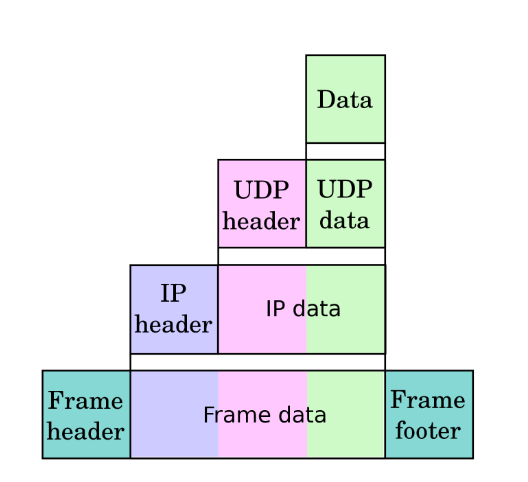 Data
UDP
header
UDP
data
IP
header
IP data
Frame
header
Frame data
Frame
footer